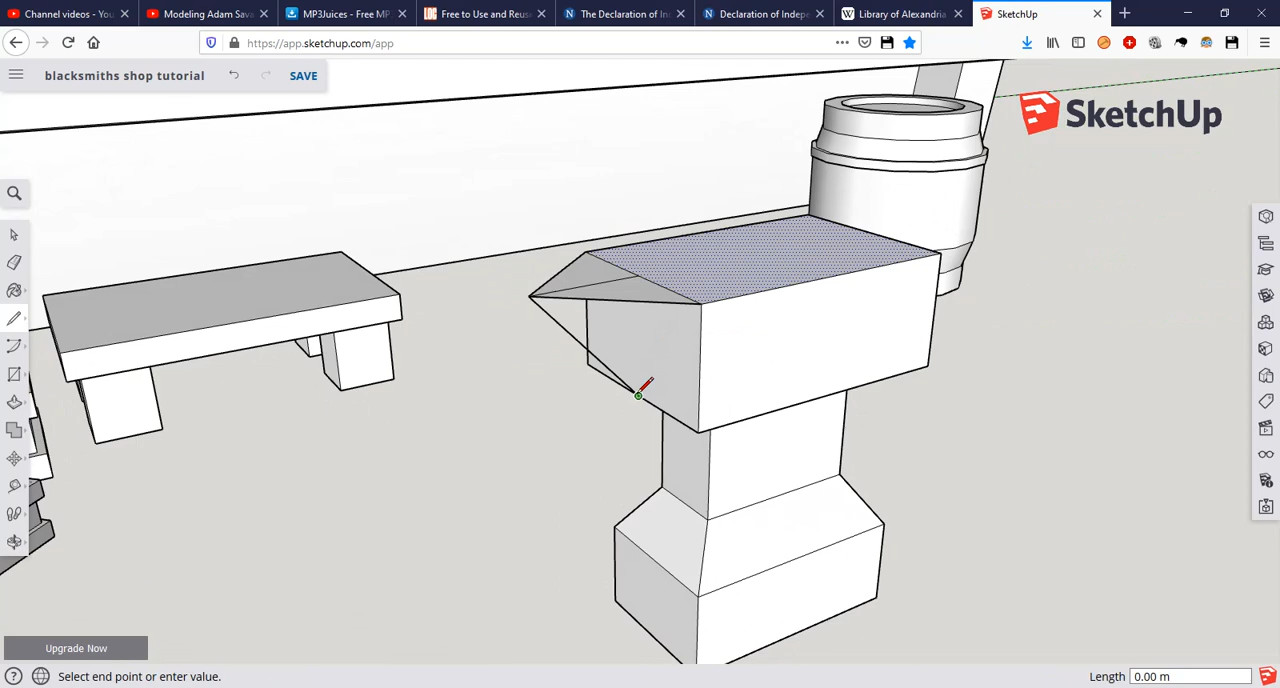 Channel videos - You
Modeling Adam Sava
MP3Juices - Free MP
Free to Use and Reus
The Declaration of In
Declaration of Indepe
Library of Alexandria
SketchUp
https://app.sketchup.com/app
blacksmiths shop tutorial
SAVE
SketchUp
Upgrade Now
Select end point or enter value.
Length 0.00 m